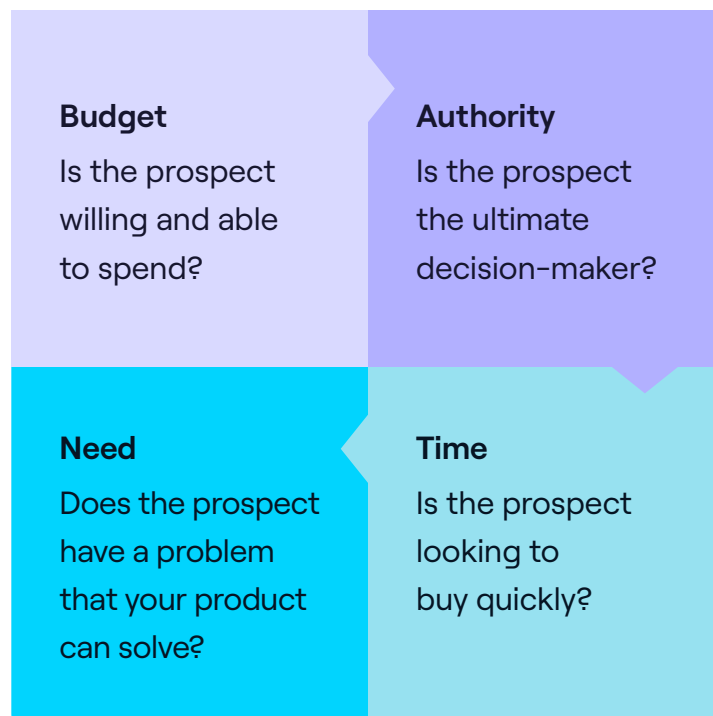 Budget
Is the prospect
willing and able
to spend?
Authority
Is the prospect
the ultimate
decision-maker?
Need
Does the prospect
have a problem
that your product
can solve?
Time
Is the prospect
looking to
buy quickly?